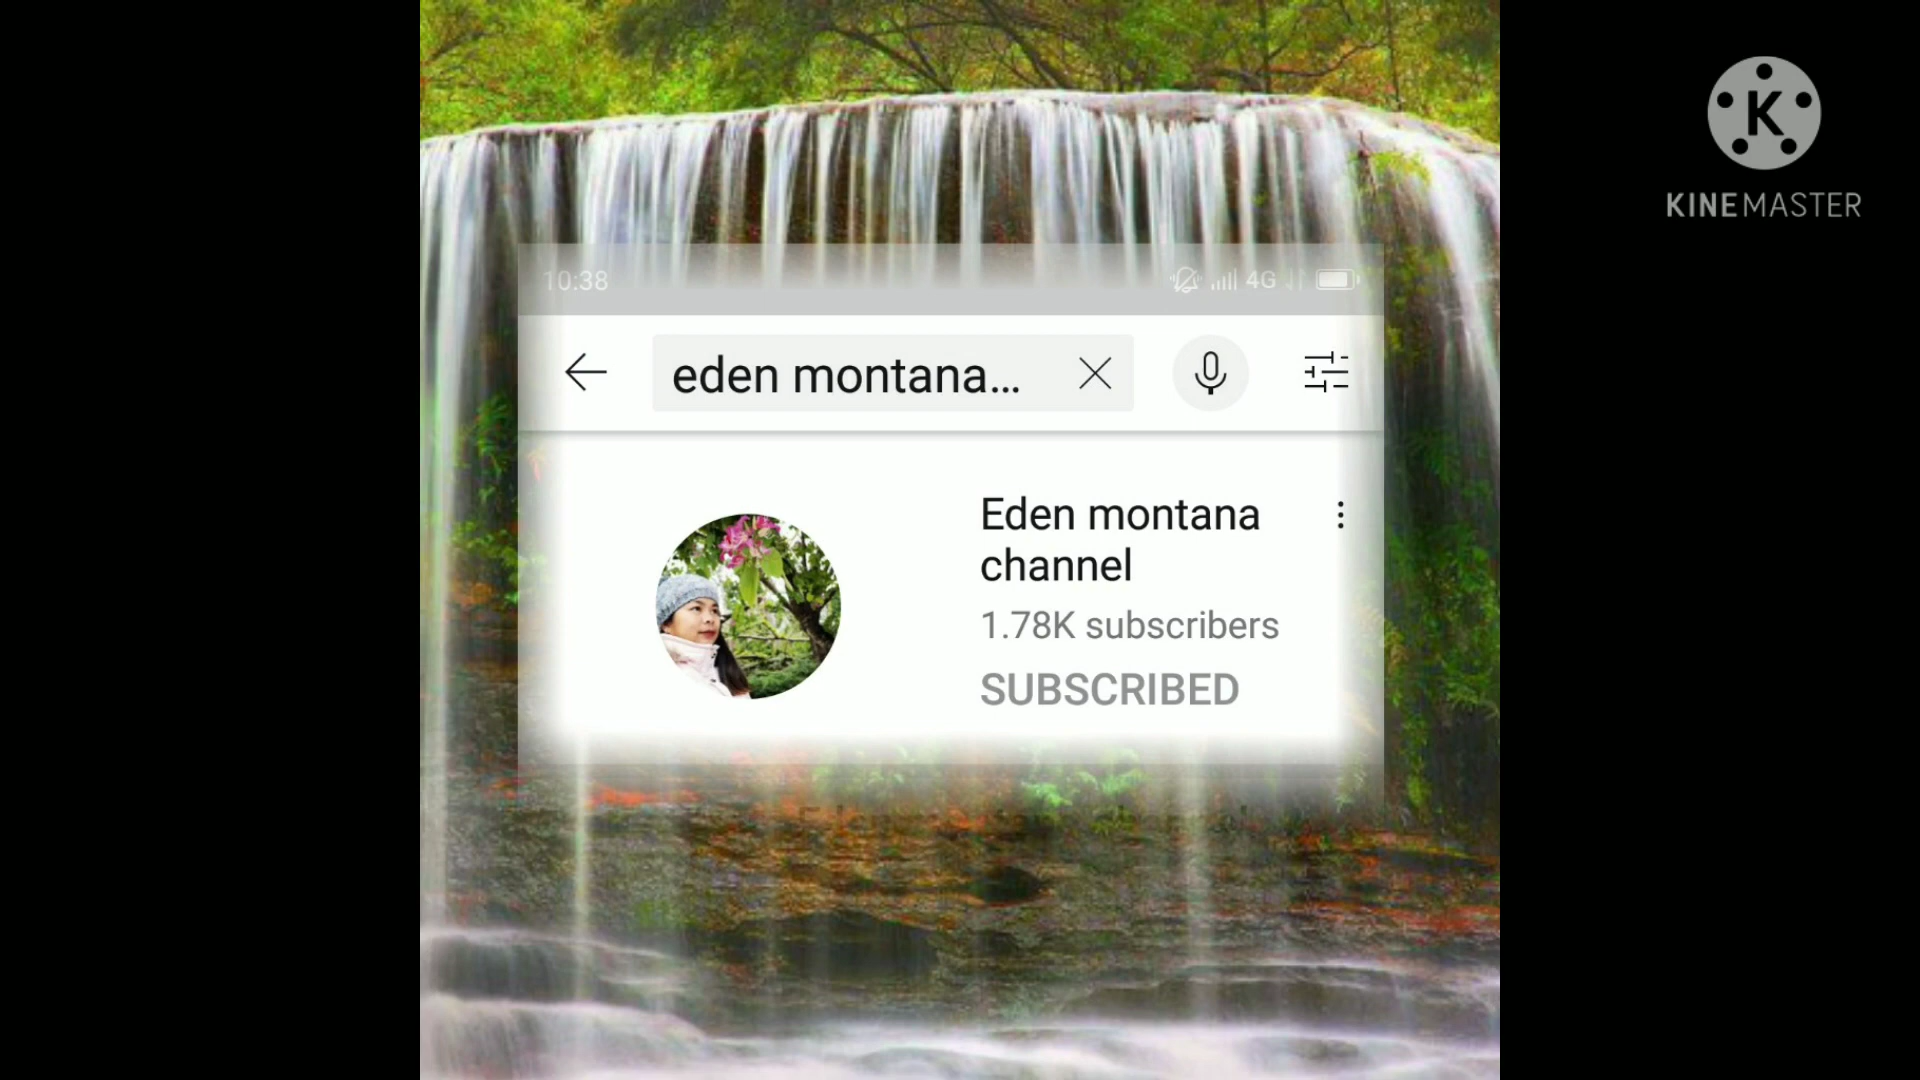 K
KINEMASTER
10:38
4G
eden montana...
Eden montana
channel
1.78K subscribers
SUBSCRIBED